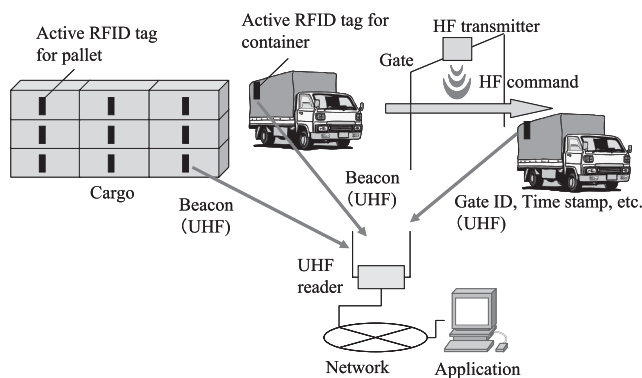 Active RFID tag
for pallet
Active RFID tag for
container
HF transmitter
Gate
HF command
Cargo
Beacon
(UHF)
Beacon
(UHF)
Gate ID, Time stamp, etc.
(UHF)
UHF
reader
Network
Application